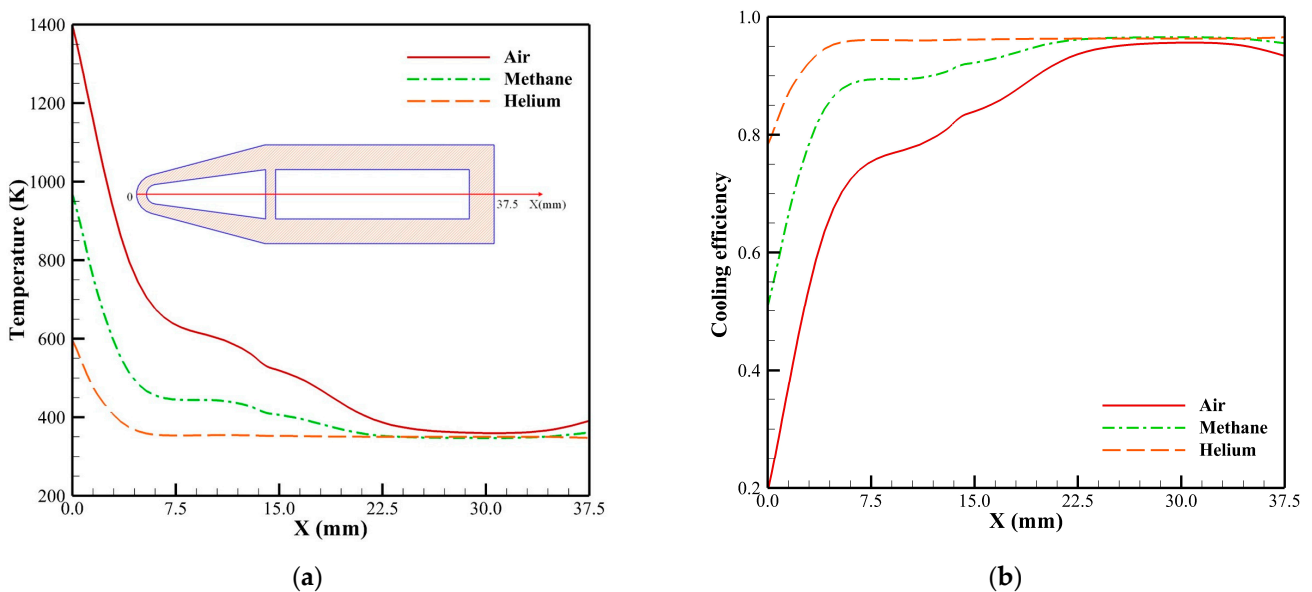 1400
1200
1000
800
600
400
200
Temperature (K)
Air
Methane
Helium
0
37.5 X(mm)
0.0 7.5 15.0 22.5 30.0 37.5
X (mm)
(a)
1.0
0.8
0.6
0.4
0.2
Cooling efficiency
Air
Methane
Helium
0.0 7.5 15.0 22.5 30.0 37.5
X (mm)
(b)